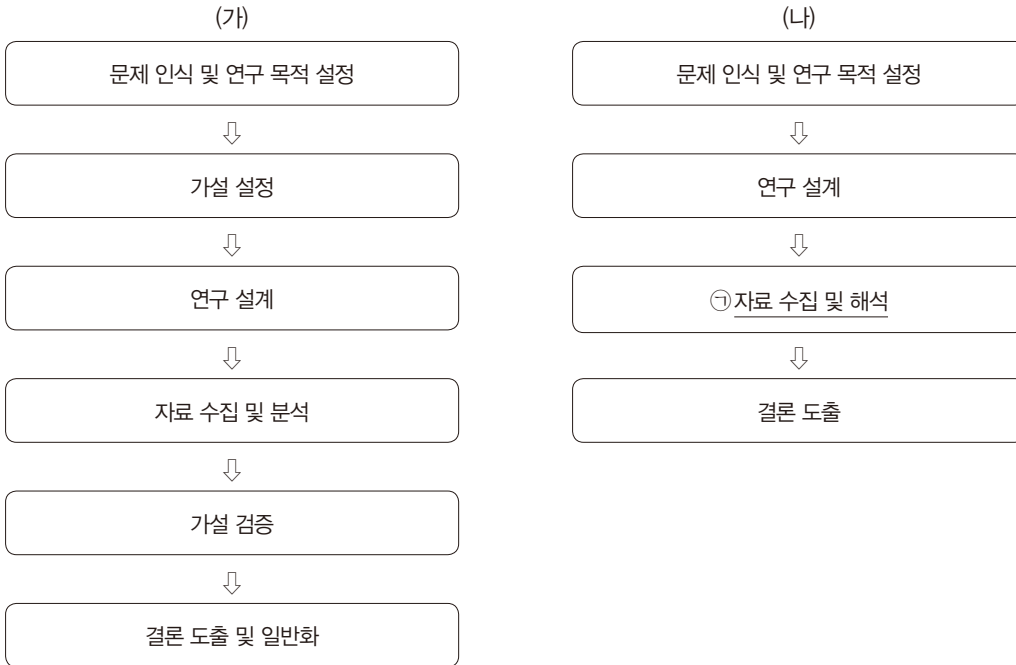 (가)
문제 인식 및 연구 목적 설정
⇩
가설 설정
⇩
연구 설계
⇩
자료 수집 및 분석
⇩
가설 검증
⇩
결론 도출 및 일반화
(나)
문제 인식 및 연구 목적 설정
⇩
연구 설계
⇩
㉠자료 수집 및 해석
⇩
결론 도출